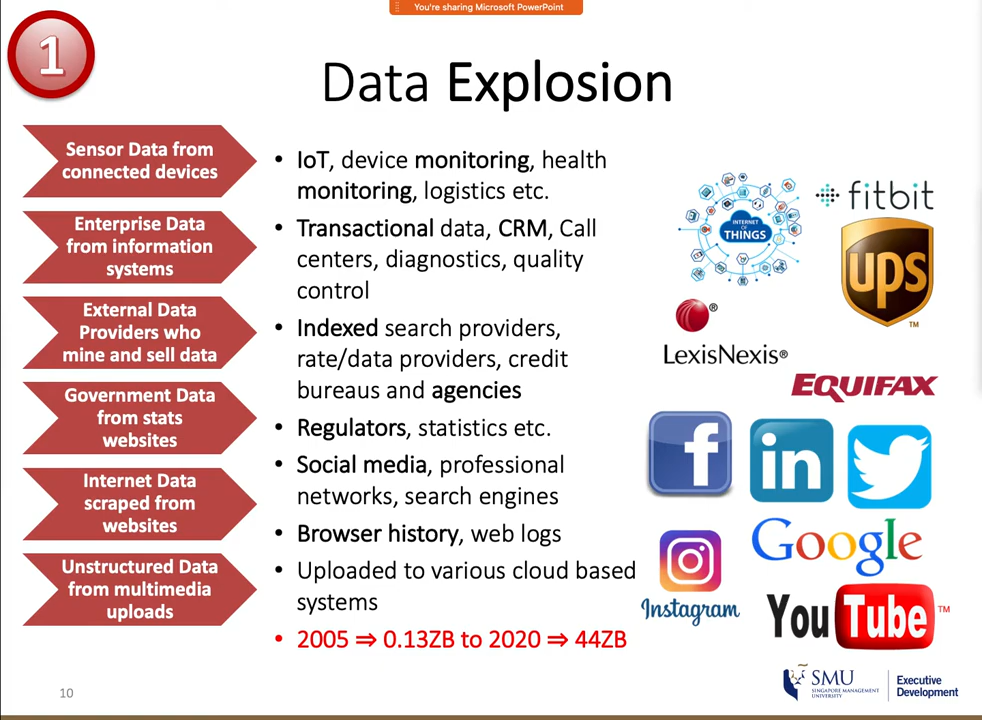 You're sharing Microsoft PowerPoint
1
Data Explosion
Sensor Data from
connected devices
Enterprise Data
from information
systems
External Data
Providers who
mine and sell data
Government Data
from stats
websites
Internet Data
scraped from
websites
Unstructured Data
from multimedia
uploads
• IoT, device monitoring, health
monitoring, logistics etc.
• Transactional data, CRM, Call
centers, diagnostics, quality
control
• Indexed search providers,
rate/data providers, credit
bureaus and agencies
• Regulators, statistics etc.
• Social media, professional
networks, search engines
• Browser history, web logs
• Uploaded to various cloud based
systems
• 2005 ⇒ 0.13ZB to 2020 ⇒ 44ZB
INTERNET
OF
THINGS
fitbit
ups
TM
LexisNexis®
EQUIFAX
f
in
Google
Instagram
YouTube TM
10
SMU
SINGAPORE MANAGEMENT
UNIVERSITY
Executive
Development